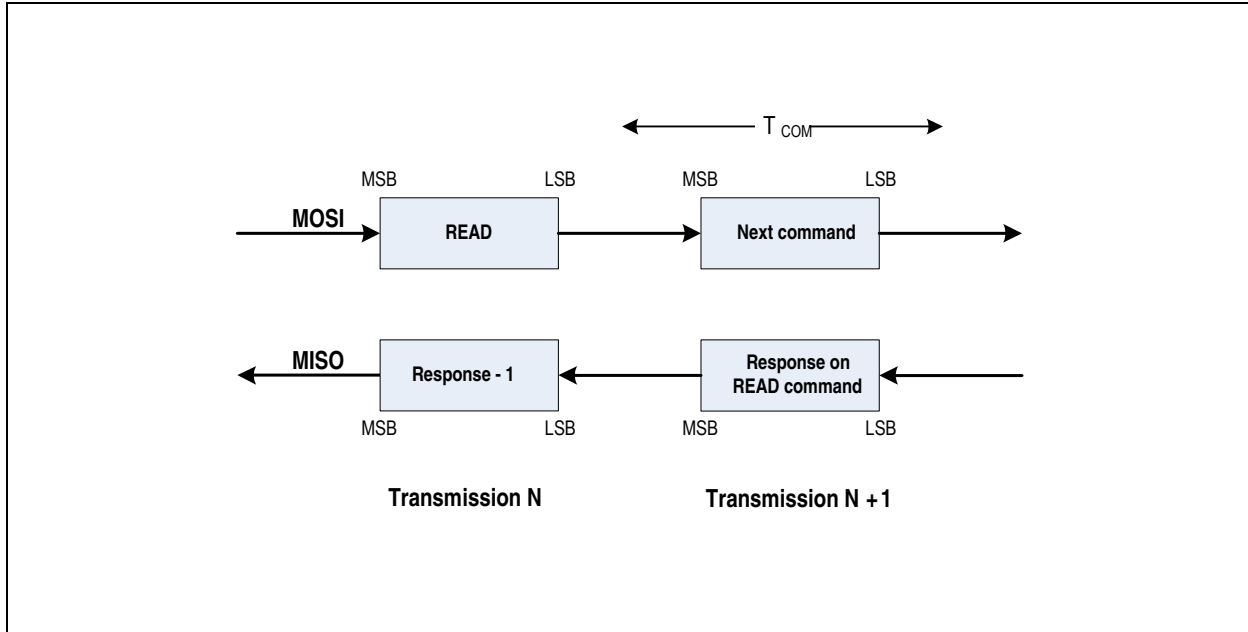 T COM
MSB LSB MSB LSB
MOSI READ Next command
MISO Response - 1 Response on
READ command
MSB LSB MSB LSB
Transmission N Transmission N + 1